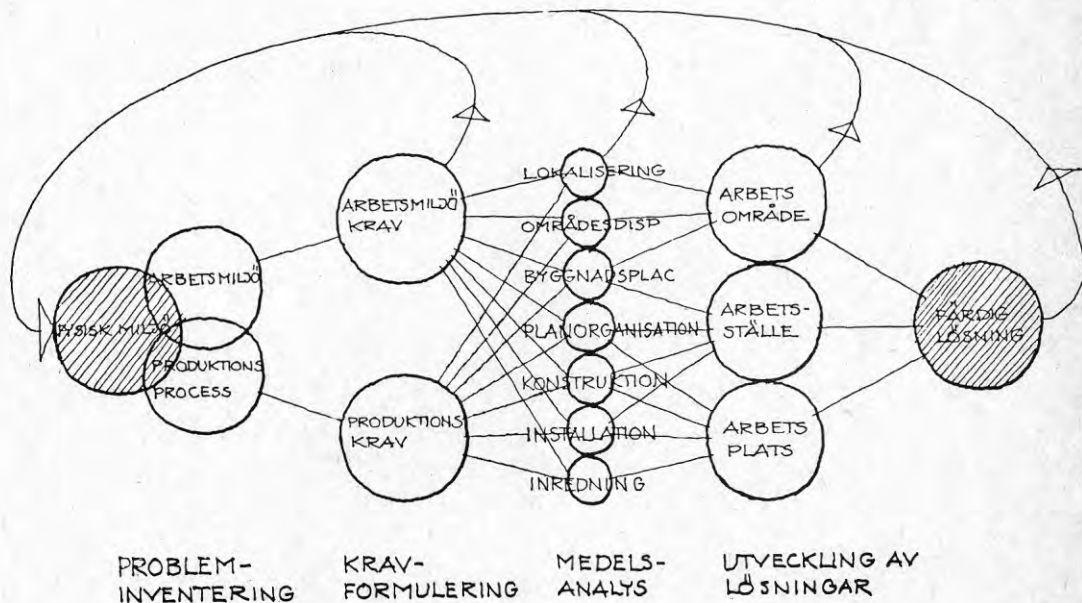 FYSISK MILJÖ
ARBETSMILJÖ
PRODUKTIONS
PROCESS
ARBETSMILJÖ
KRAV
PRODUKTIONS
KRAV
LOKALISERING
OMRÅDESDISP
BYGGNADSPLAC
PLANORGANISATION
KONSTRUKTION
INSTALLATION
INREDNING
ARBETS
OMRÅDE
ARBETS-
STÄLLE
ARBETS
PLATS
FÄRDIG
LÖSNING
PROBLEM-
INVENTERING
KRAV-
FORMULERING
MEDELS-
ANALYS
UTVECKLING AV
LÖSNINGAR